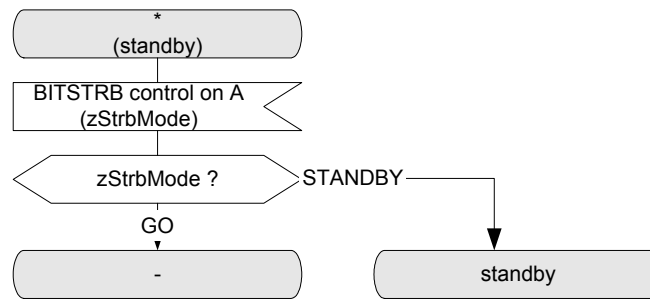 *
(standby)
BITSTRB control on A
(zStrbMode)
zStrbMode ?
STANDBY
GO
-
standby